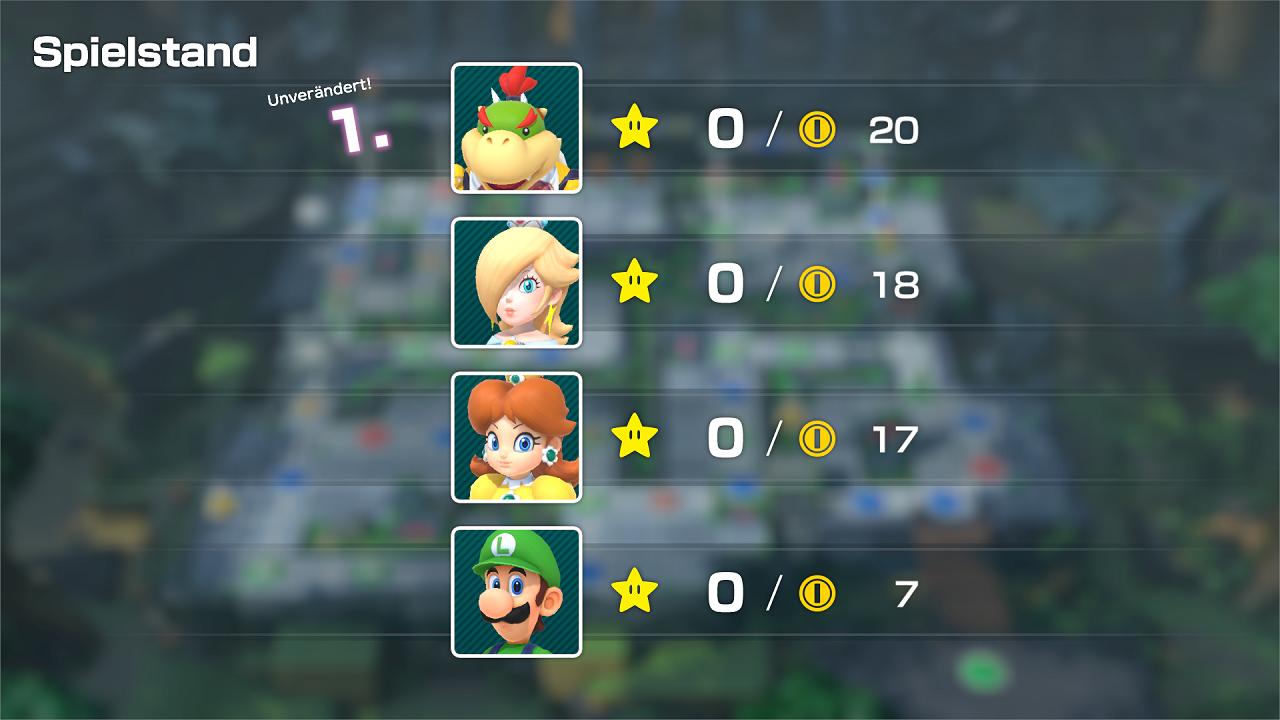 Spielstand
Unverändert!
1.
0 / 20
0 / 18
0 / 17
L
0 / 7